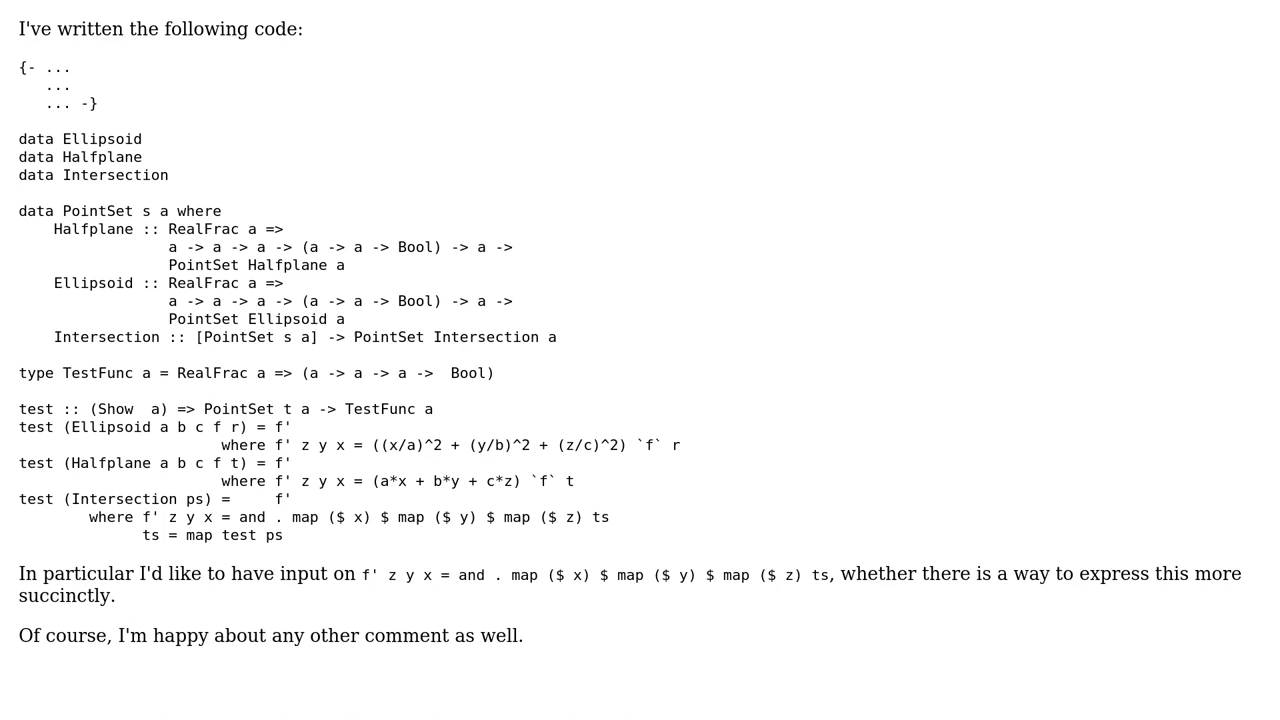 I've written the following code:
{- ...
   ...
   ... -}
data Ellipsoid
data Halfplane
data Intersection
data PointSet s a where
    Halfplane :: RealFrac a =>
                 a -> a -> a -> (a -> a -> Bool) -> a ->
                 PointSet Halfplane a
    Ellipsoid :: RealFrac a =>
                 a -> a -> a -> (a -> a -> Bool) -> a ->
                 PointSet Ellipsoid a
    Intersection :: [PointSet s a] -> PointSet Intersection a
type TestFunc a = RealFrac a => (a -> a -> a ->  Bool)
test :: (Show  a) => PointSet t a -> TestFunc a
test (Ellipsoid a b c f r) = f'
                       where f' z y x = ((x/a)^2 + (y/b)^2 + (z/c)^2) `f` r
test (Halfplane a b c f t) = f'
                       where f' z y x = (a*x + b*y + c*z) `f` t
test (Intersection ps) =     f'
        where f' z y x = and . map ($ x) $ map ($ y) $ map ($ z) ts
              ts = map test ps
In particular I'd like to have input on f' z y x = and . map ($ x) $ map ($ y) $ map ($ z) ts, whether there is a way to express this more
succinctly.
Of course, I'm happy about any other comment as well.